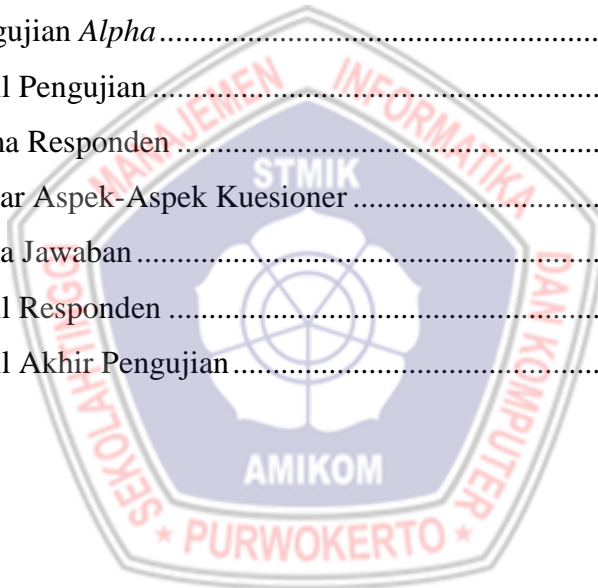 gujian Alpha..........................................................
l Pengujian..........................................................
na Responden .......................................................
ar Aspek-Aspek Kuesioner ................................
a Jawaban............................................................
l Responden ........................................................
l Akhir Pengujian................................................
SEKOLAH TINGGI MANAJEMEN INFORMATIKA DAN KOMPUTER
STMIK
AMIKOM
* PURWOKERTO *